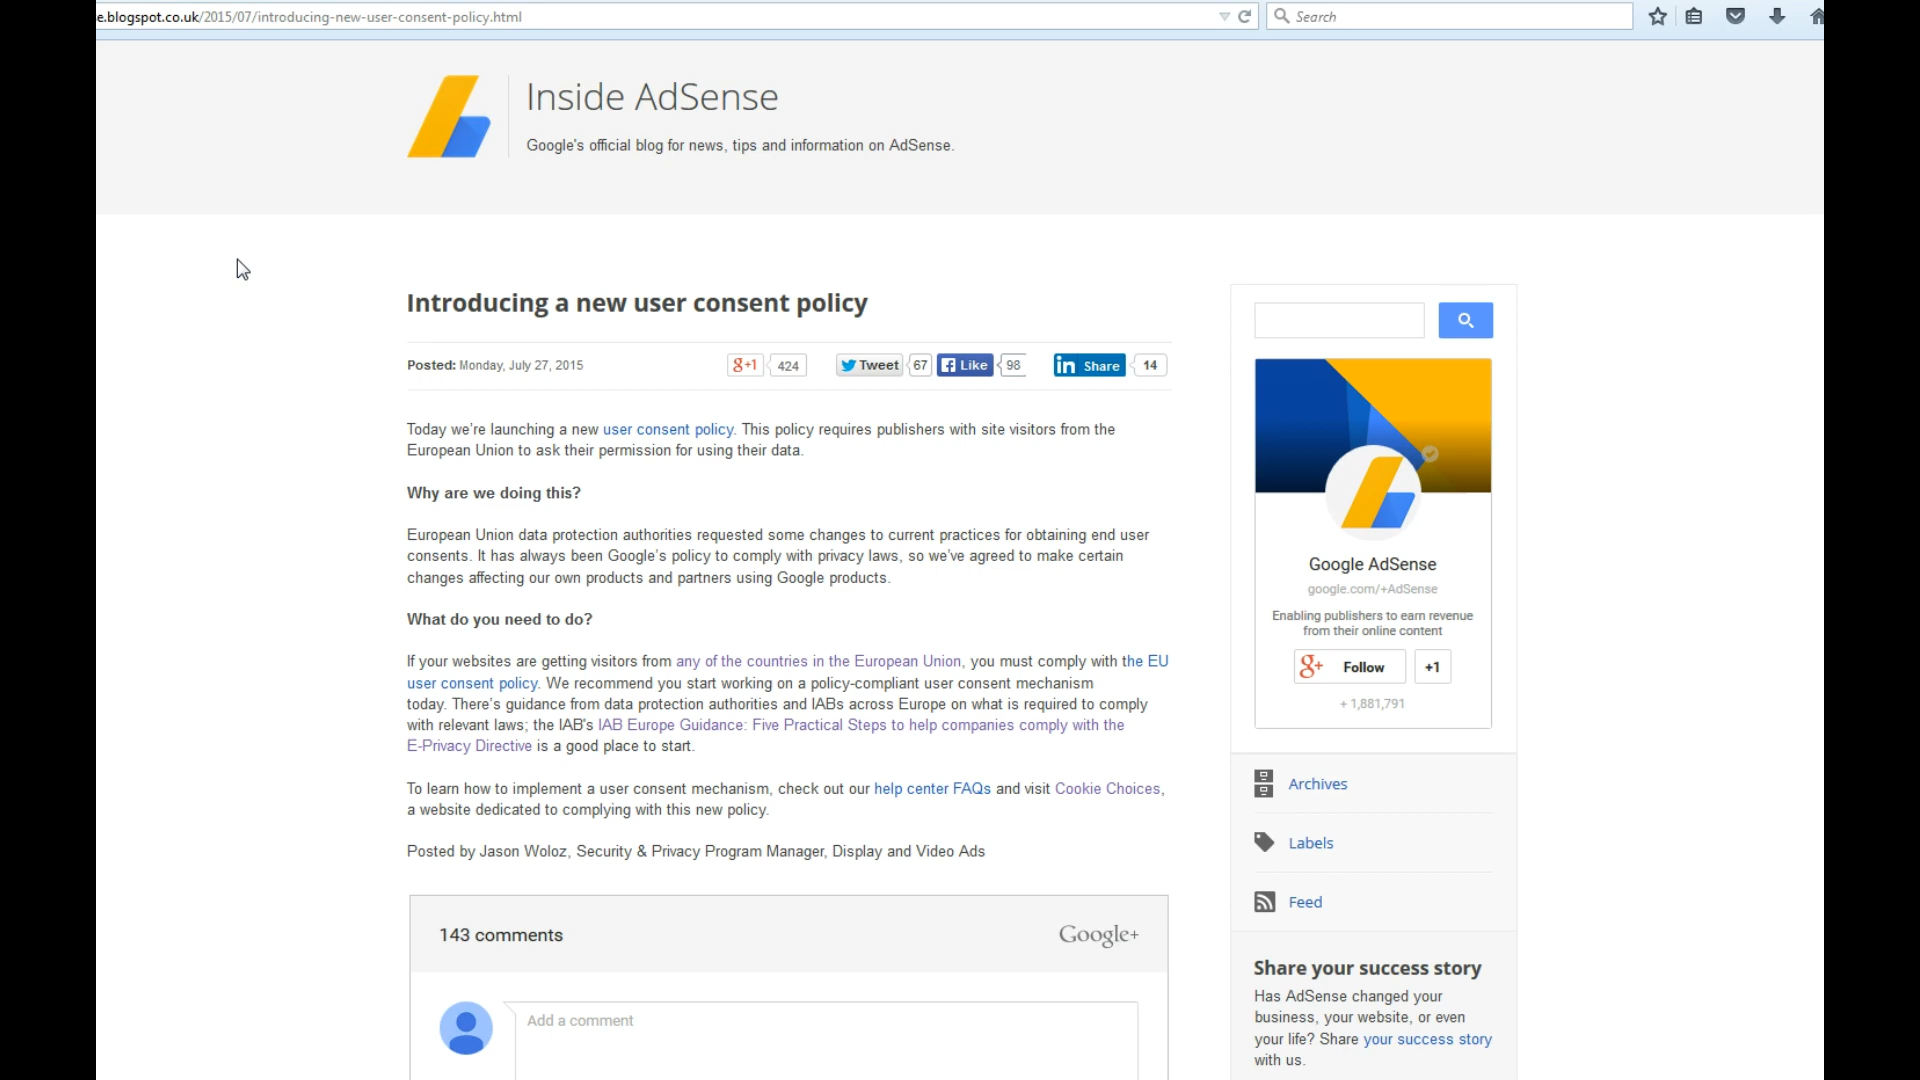 e.blogspot.co.uk/2015/07/introducing-new-user-consent-policy.html
Search
Inside AdSense
Google's official blog for news, tips and information on AdSense.
Introducing a new user consent policy
Posted: Monday, July 27, 2015
g+1 424
Tweet 67
Like 98
in Share 14
Today we’re launching a new user consent policy. This policy requires publishers with site visitors from the
European Union to ask their permission for using their data.
Why are we doing this?
European Union data protection authorities requested some changes to current practices for obtaining end user
consents. It has always been Google’s policy to comply with privacy laws, so we’ve agreed to make certain
changes affecting our own products and partners using Google products.
What do you need to do?
If your websites are getting visitors from any of the countries in the European Union, you must comply with the EU
user consent policy. We recommend you start working on a policy-compliant user consent mechanism
today. There’s guidance from data protection authorities and IABs across Europe on what is required to comply
with relevant laws; the IAB's IAB Europe Guidance: Five Practical Steps to help companies comply with the
E-Privacy Directive is a good place to start.
To learn how to implement a user consent mechanism, check out our help center FAQs and visit Cookie Choices,
a website dedicated to complying with this new policy.
Posted by Jason Woloz, Security & Privacy Program Manager, Display and Video Ads
143 comments
Google+
Add a comment
Google AdSense
google.com/+AdSense
Enabling publishers to earn revenue
from their online content
g+ Follow
+1
+ 1,881,791
Archives
Labels
Feed
Share your success story
Has AdSense changed your
business, your website, or even
your life? Share your success story
with us.